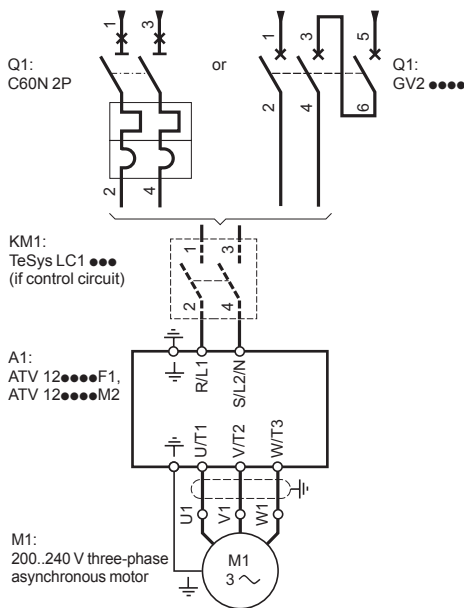 1
3
Q1:
C60N 2P
2
4
or
1
3
5
Q1:
GV2 ●●●●
2
4
6
KM1:
TeSys LC1 ●●●
(if control circuit)
1
3
2
4
A1:
ATV 12●●●●F1,
ATV 12●●●●M2
R/L1
S/L2/N
U/T1
V/T2
W/T3
U1
V1
W1
M1:
200..240 V three-phase
asynchronous motor
M1
3 ~